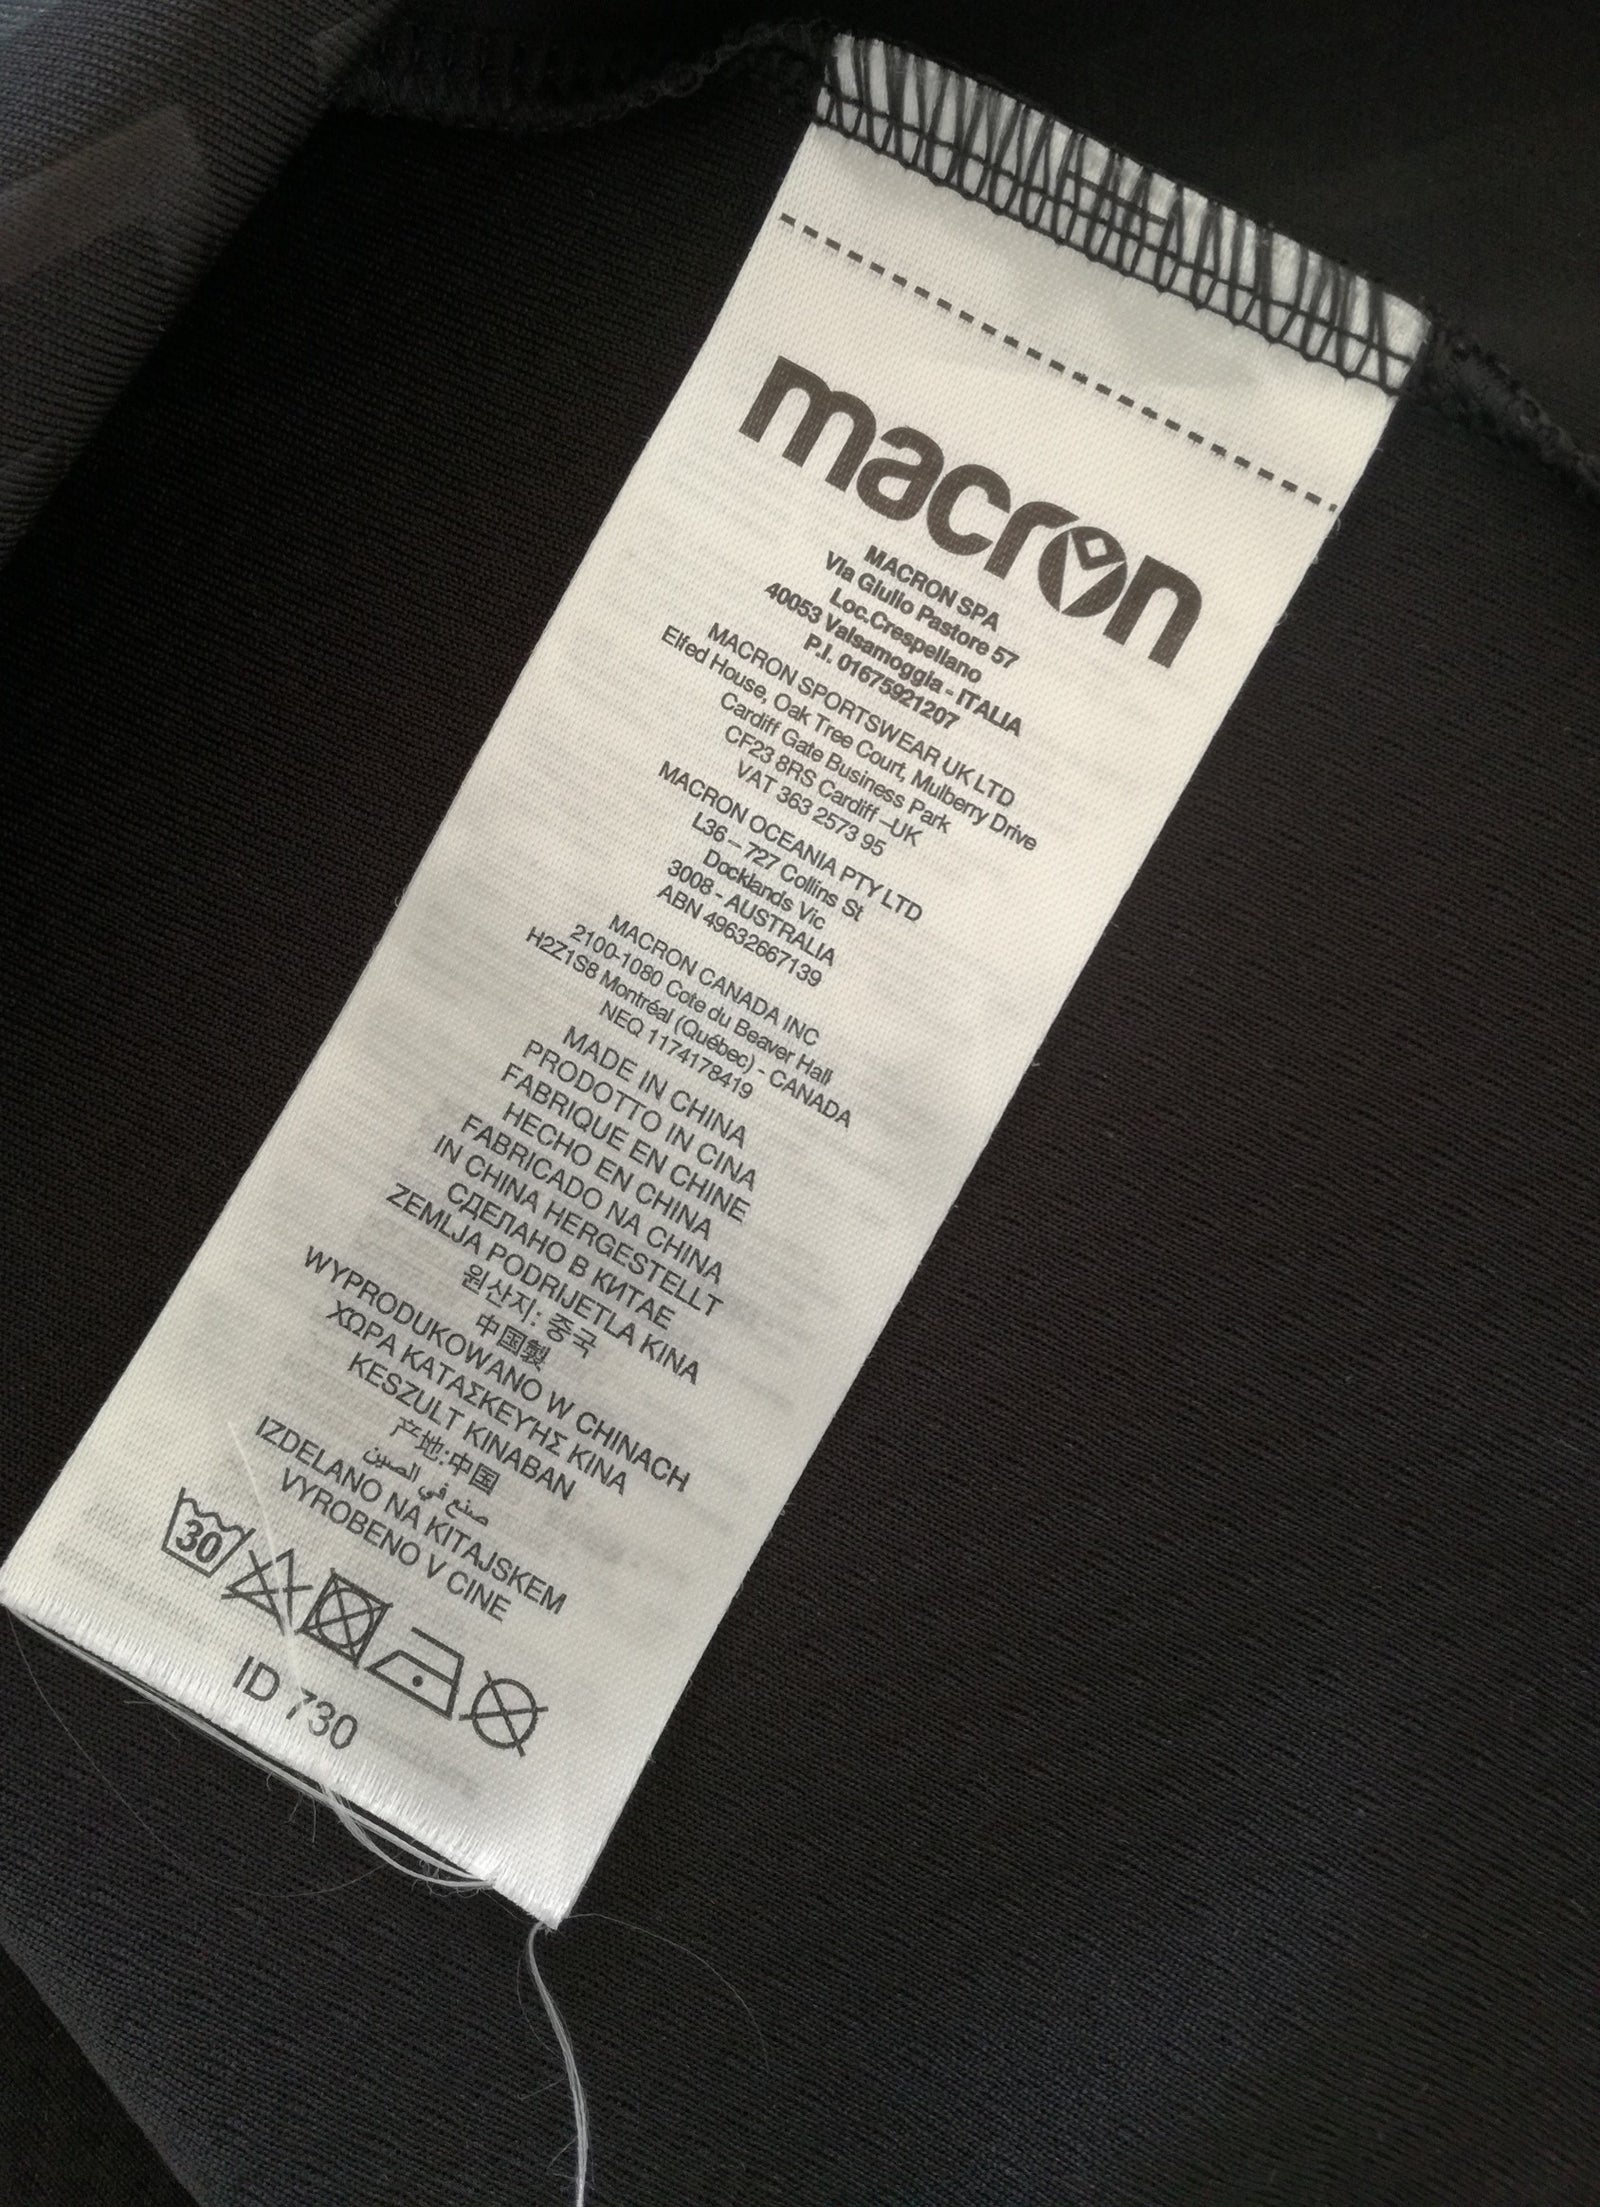 macron
MACRON SPA
Via Giulio Pastore 57
Loc.Crespellano
40053 Valsamoggia - ITALIA
P.I. 01675921207
MACRON SPORTSWEAR UK LTD
Elfed House, Oak Tree Court, Mulberry Drive
Cardiff Gate Business Park
CF23 8RS Cardiff –UK
VAT 363 2573 95
MACRON OCEANIA PTY LTD
L36 – 727 Collins St
Docklands Vic
3008 - AUSTRALIA
ABN 49632667139
MACRON CANADA INC
2100-1080 Cote du Beaver Hall
H2Z1S8 Montréal (Québec) - CANADA
NEQ 1174178419
MADE IN CHINA
PRODOTTO IN CINA
FABRIQUE EN CHINE
HECHO EN CHINA
FABRICADO NA CHINA
IN CHINA HERGESTELLT
СДЕЛАНО В КИТАЕ
ZEMLJA PODRIJETLA KINA
원산지: 중국
中国製
WYPRODUKOWANO W CHINACH
ΧΩΡΑ ΚΑΤΑΣΚΕΥΉΣ ΚΙΝΑ
KESZULT KINABAN
产地:中国
صنع في الصين
IZDELANO NA KITAJSKEM
VYROBENO V CINE
30
ID 730